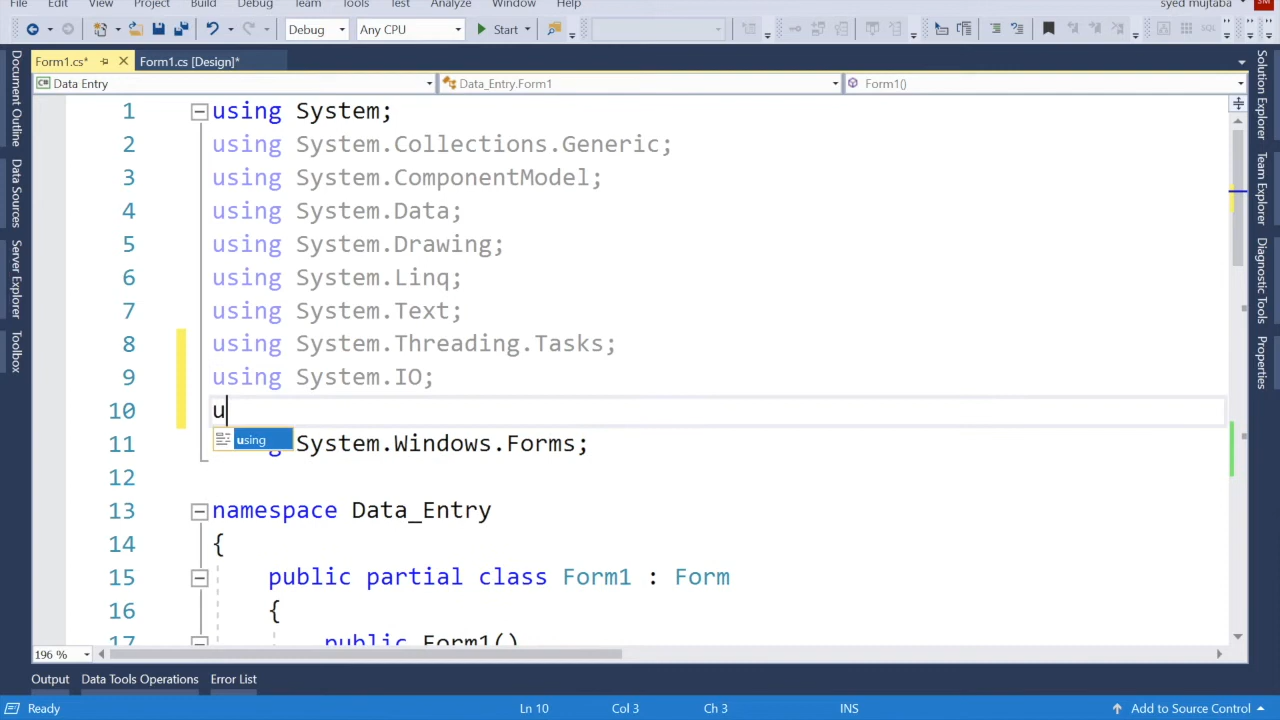 File Edit View Project Build Debug Team Tools Test Analyze Window Help syed mujtaba SM
Debug Any CPU Start
Form1.cs* Form1.cs [Design]*
Data Entry Data_Entry.Form1 Form1()
1 using System;
2 using System.Collections.Generic;
3 using System.ComponentModel;
4 using System.Data;
5 using System.Drawing;
6 using System.Linq;
7 using System.Text;
8 using System.Threading.Tasks;
9 using System.IO;
10 u
using
11 g System.Windows.Forms;
12
13 namespace Data_Entry
14 {
15 public partial class Form1 : Form
16 {
17 public Form1()
196 %
Document Outline
Data Sources
Server Explorer
Toolbox
Solution Explorer
Team Explorer
Diagnostic Tools
Properties
Output Data Tools Operations Error List
Ready Ln 10 Col 3 Ch 3 INS Add to Source Control